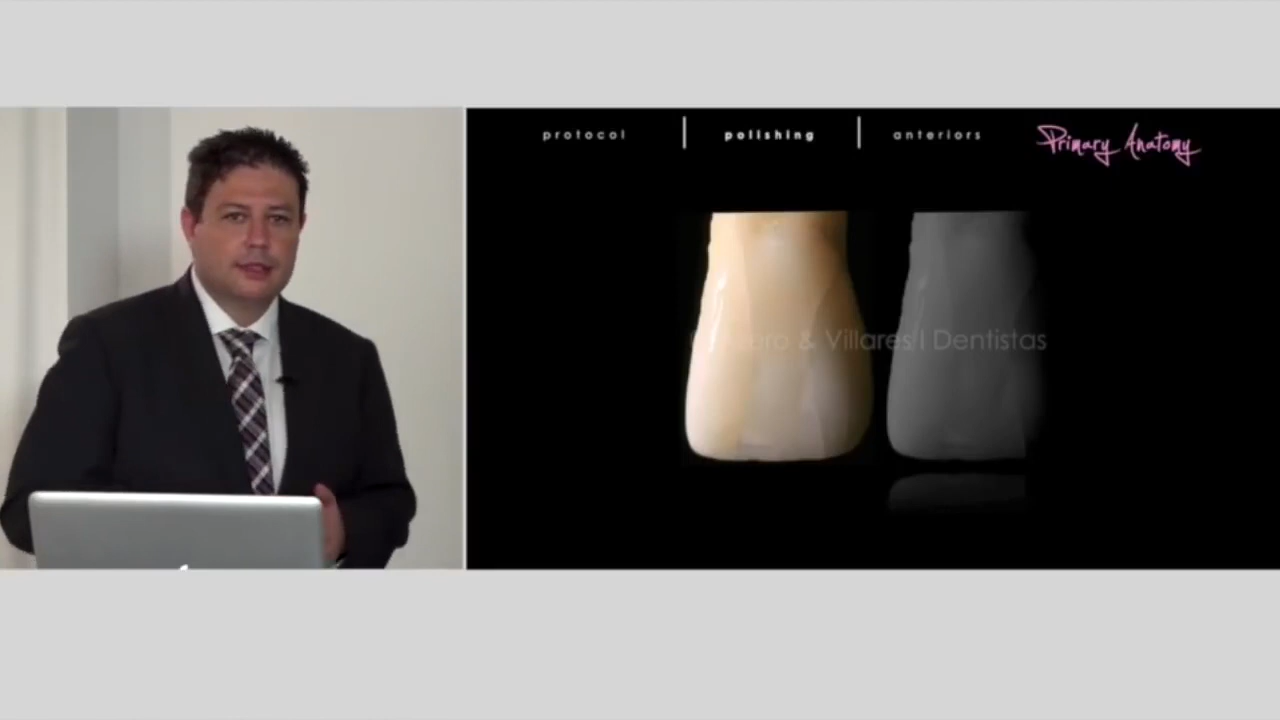 protocol | polishing | anteriors
Primary Anatomy
& Villares | Dentistas